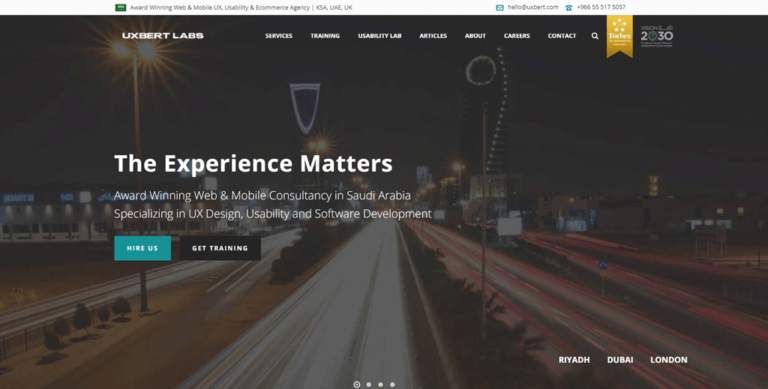 Award Winning Web & Mobile UX, Usability & Ecommerce Agency | KSA, UAE, UK
hello@uxbert.com
+966 55 517 5057
UXBERT LABS
SERVICES
TRAINING
USABILITY LAB
ARTICLES
ABOUT
CAREERS
CONTACT
Forbes
VISION
2030
The Experience Matters
Award Winning Web & Mobile Consultancy in Saudi Arabia
Specializing in UX Design, Usability and Software Development
HIRE US
GET TRAINING
RIYADH
DUBAI
LONDON